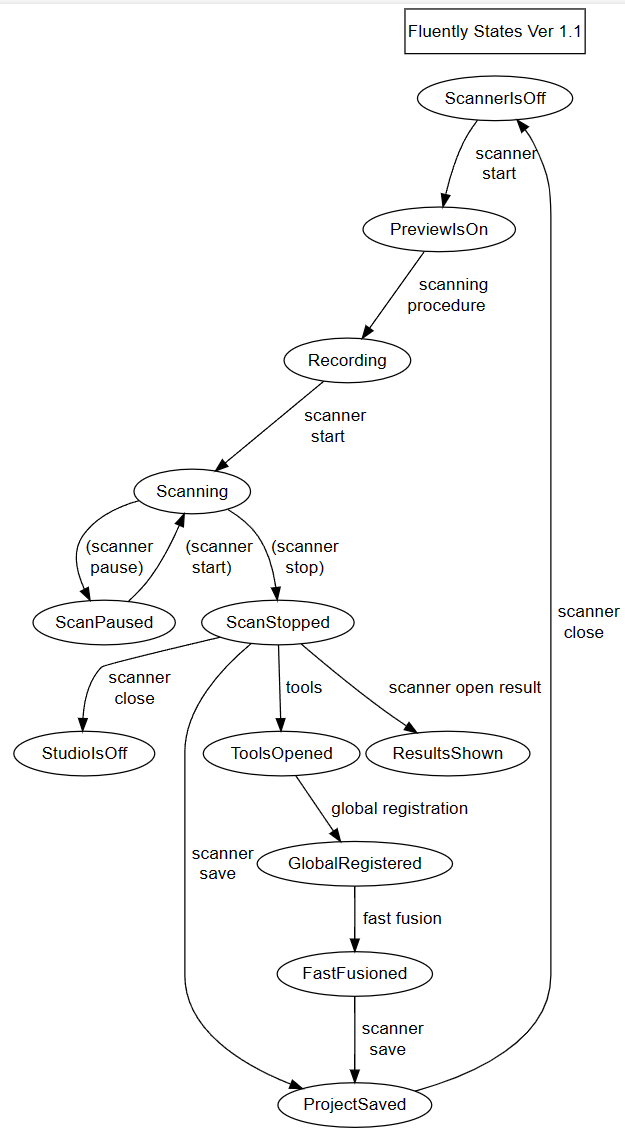 Fluently States Ver 1.1
ScannerIsOff
scanner
start
PreviewIsOn
scanning
procedure
Recording
scanner
start
Scanning
(scanner
pause)
(scanner
start)
(scanner
stop)
ScanPaused
ScanStopped
scanner
close
scanner
close
tools
scanner open result
StudioIsOff
ToolsOpened
ResultsShown
global registration
scanner
save
GlobalRegistered
fast fusion
FastFusioned
scanner
save
ProjectSaved